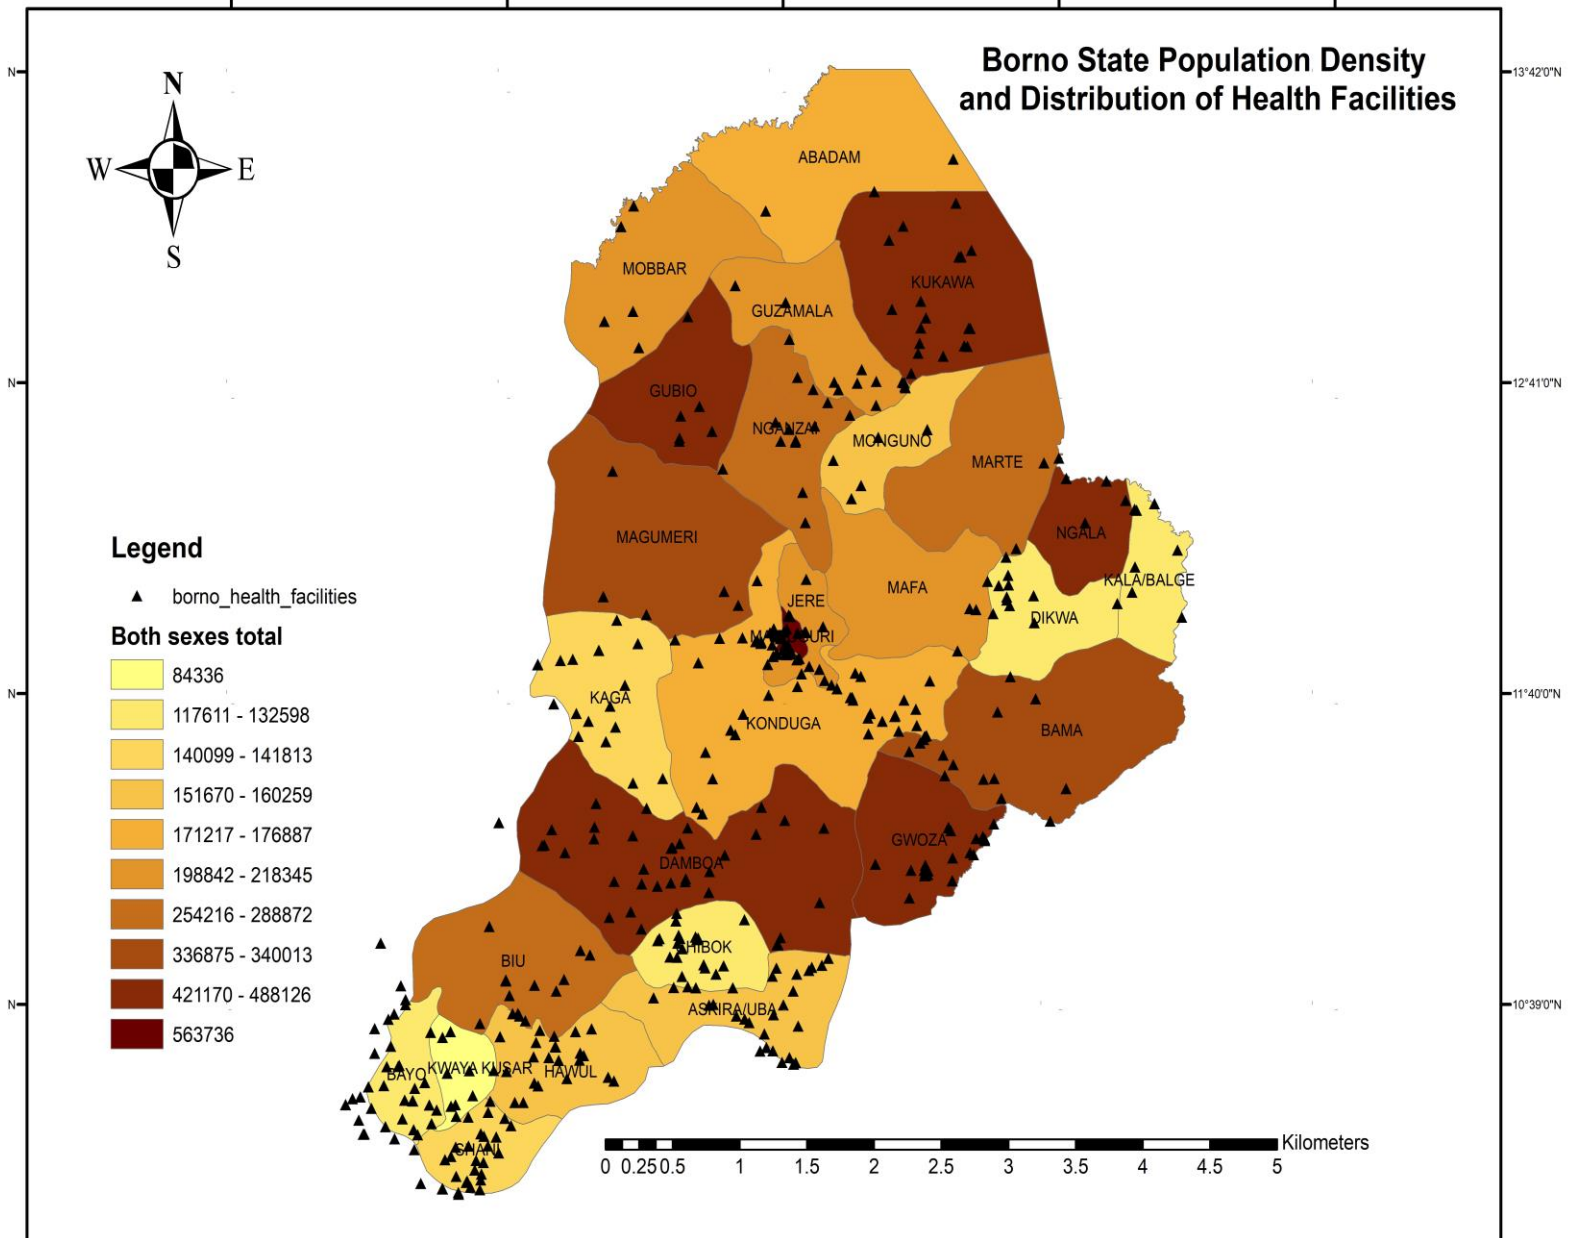 Borno State Population Density
and Distribution of Health Facilities
N
W
E
S
N
13°42'0"N
N
12°41'0"N
N
11°40'0"N
N
10°39'0"N
ABADAM
MOBBAR
KUKAWA
GUZAMALA
GUBIO
NGANZAI
MONGUNO
MARTE
MAGUMERI
NGALA
KALA/BALGE
MAFA
JERE
DIKWA
KAGA
KONDUGA
BAMA
GWOZA
DAMBOA
BIU
ASKIRA/UBA
BAYO
KWAYA KUSAR
HAWUL
SHANI
Legend
borno_health_facilities
Both sexes total
84336
117611 - 132598
140099 - 141813
151670 - 160259
171217 - 176887
198842 - 218345
254216 - 288872
336875 - 340013
421170 - 488126
563736
Kilometers
0 0.25 0.5 1 1.5 2 2.5 3 3.5 4 4.5 5